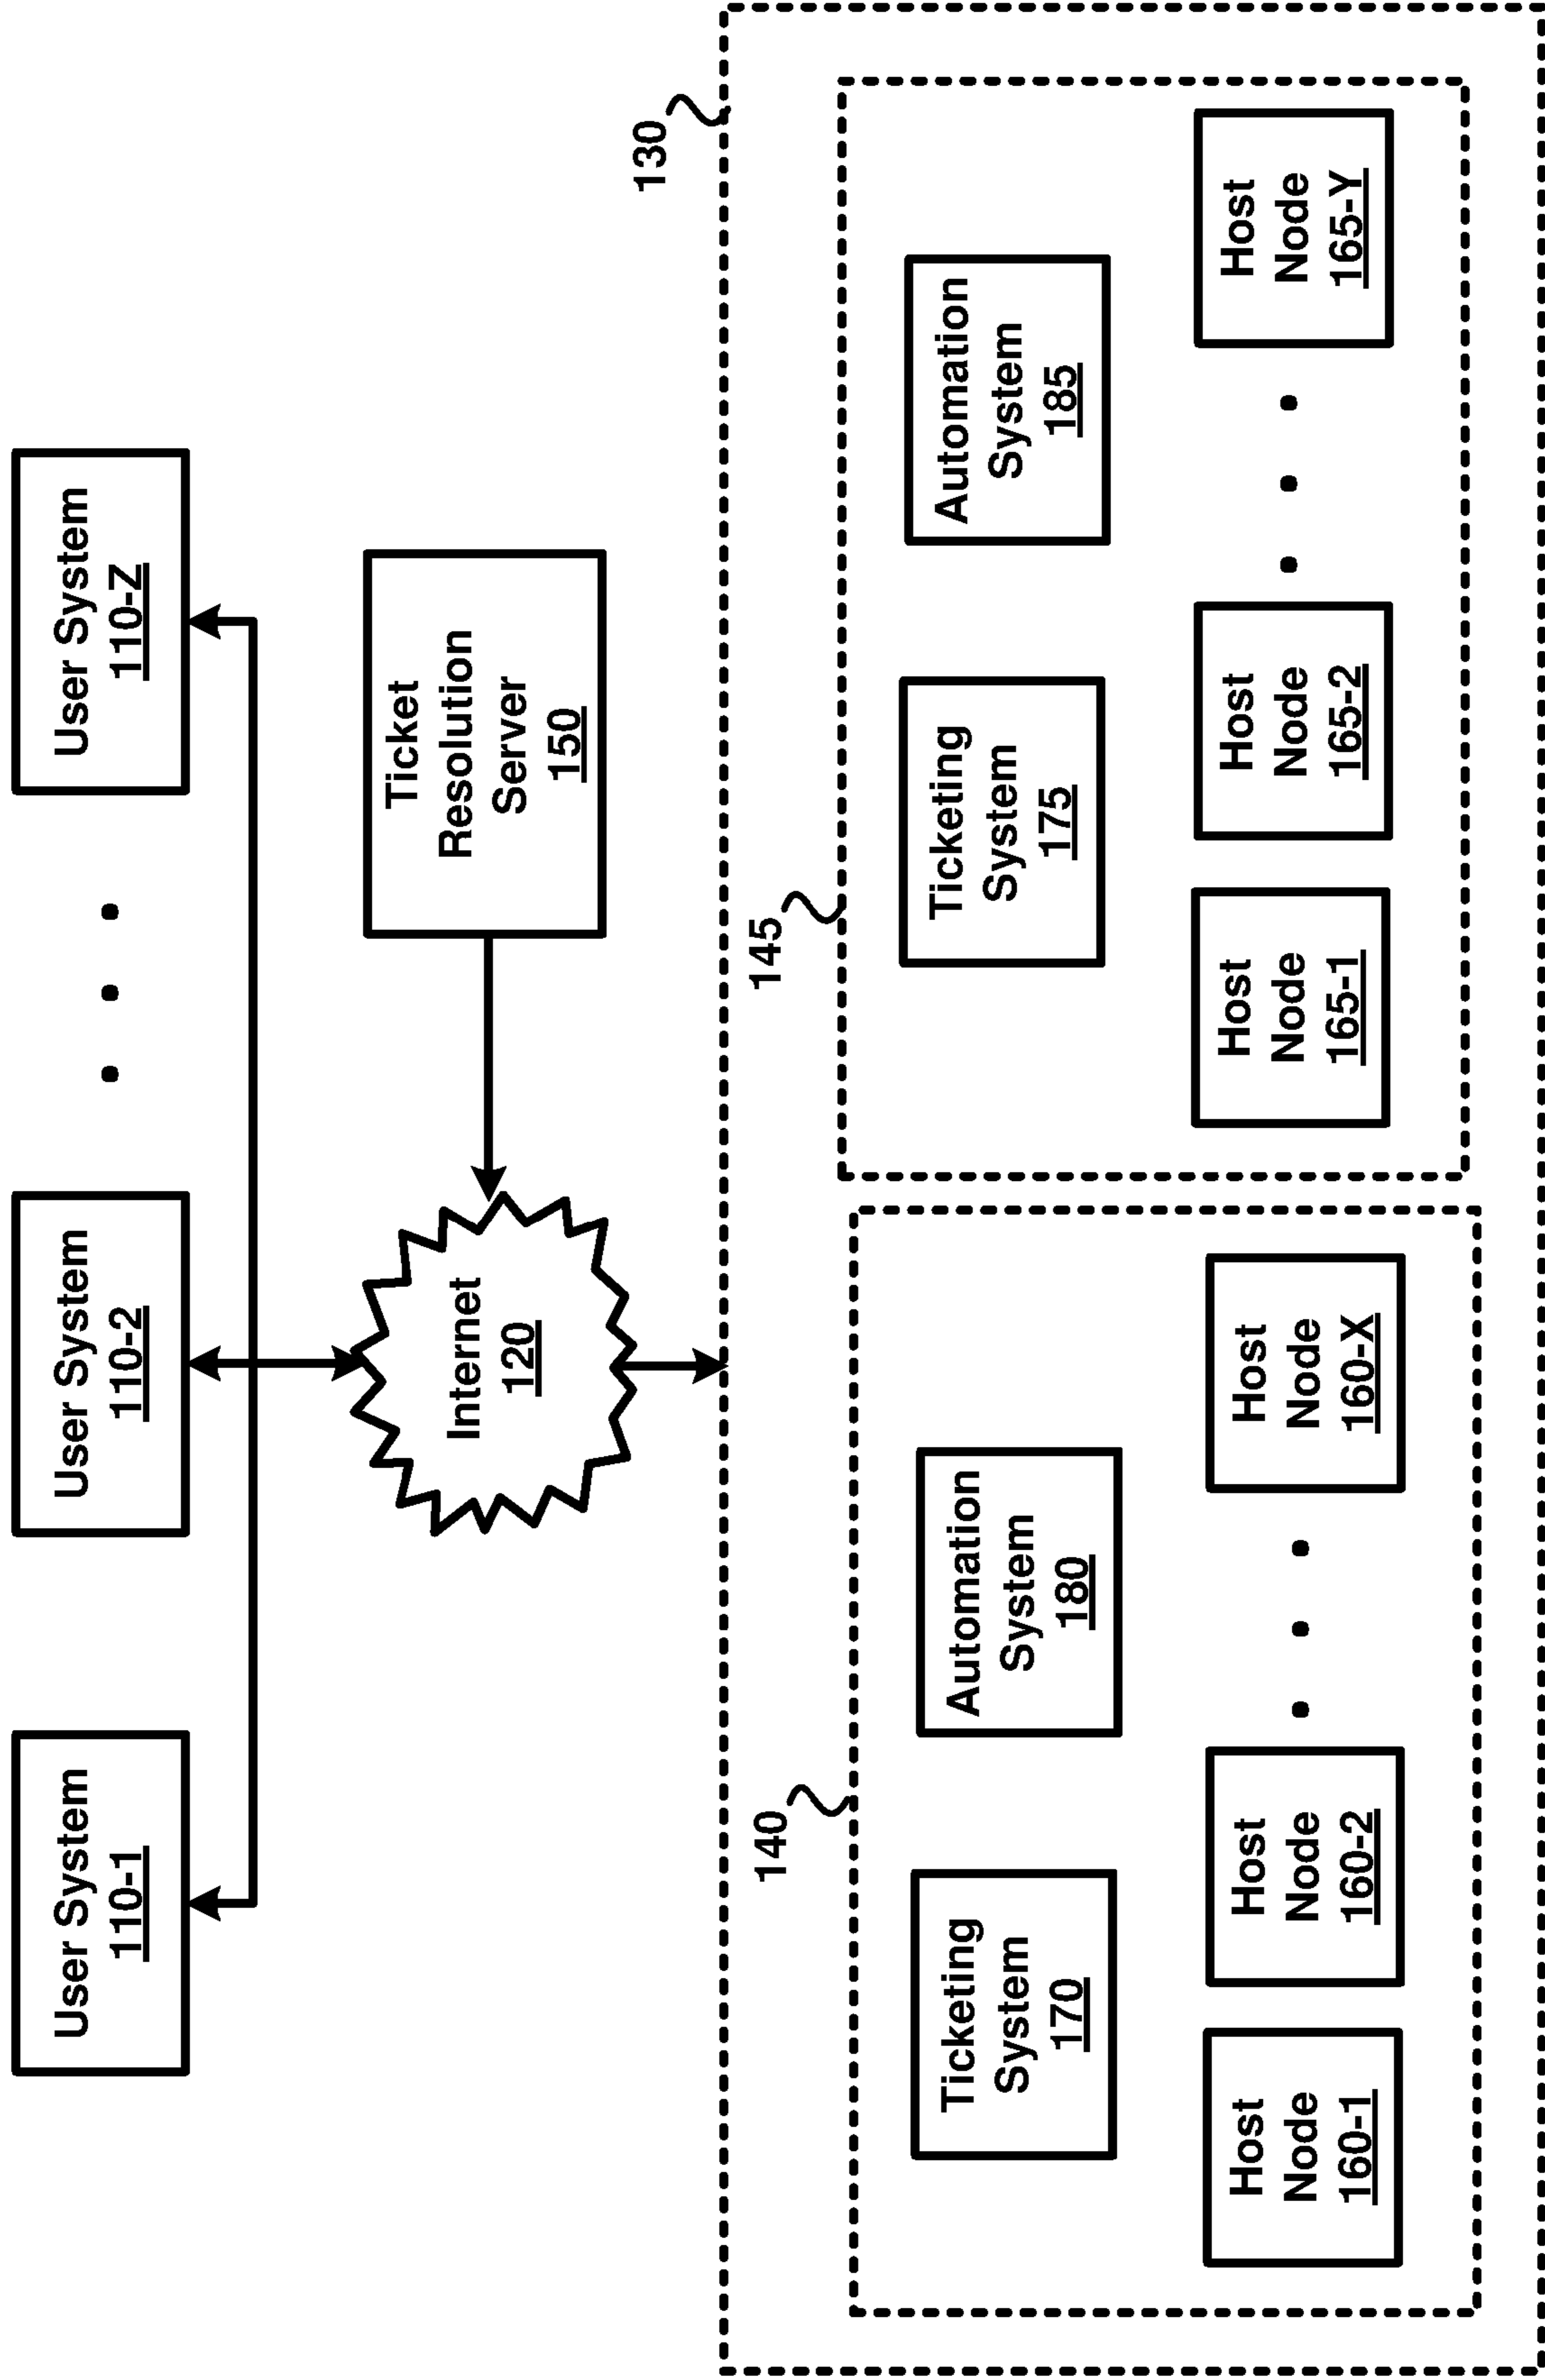 User System
110-1
User System
110-2
User System
110-Z
Internet
120
Ticket
Resolution
Server
150
130
140
145
Ticketing
System
170
Automation
System
180
Ticketing
System
175
Automation
System
185
Host
Node
160-1
Host
Node
160-2
Host
Node
160-X
Host
Node
165-1
Host
Node
165-2
Host
Node
165-Y